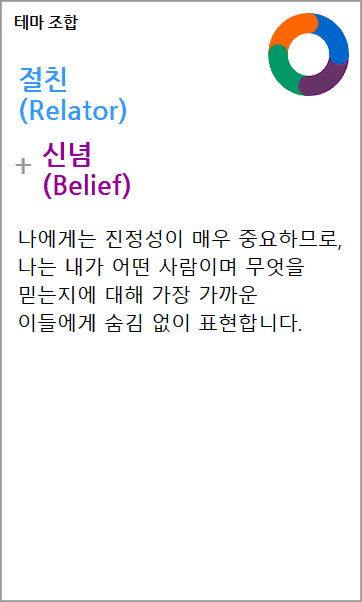 테마 조합
절친
(Relator)
+ 신념
(Belief)
나에게는 진정성이 매우 중요하므로,
나는 내가 어떤 사람이며 무엇을
믿는지에 대해 가장 가까운
이들에게 숨김 없이 표현합니다.